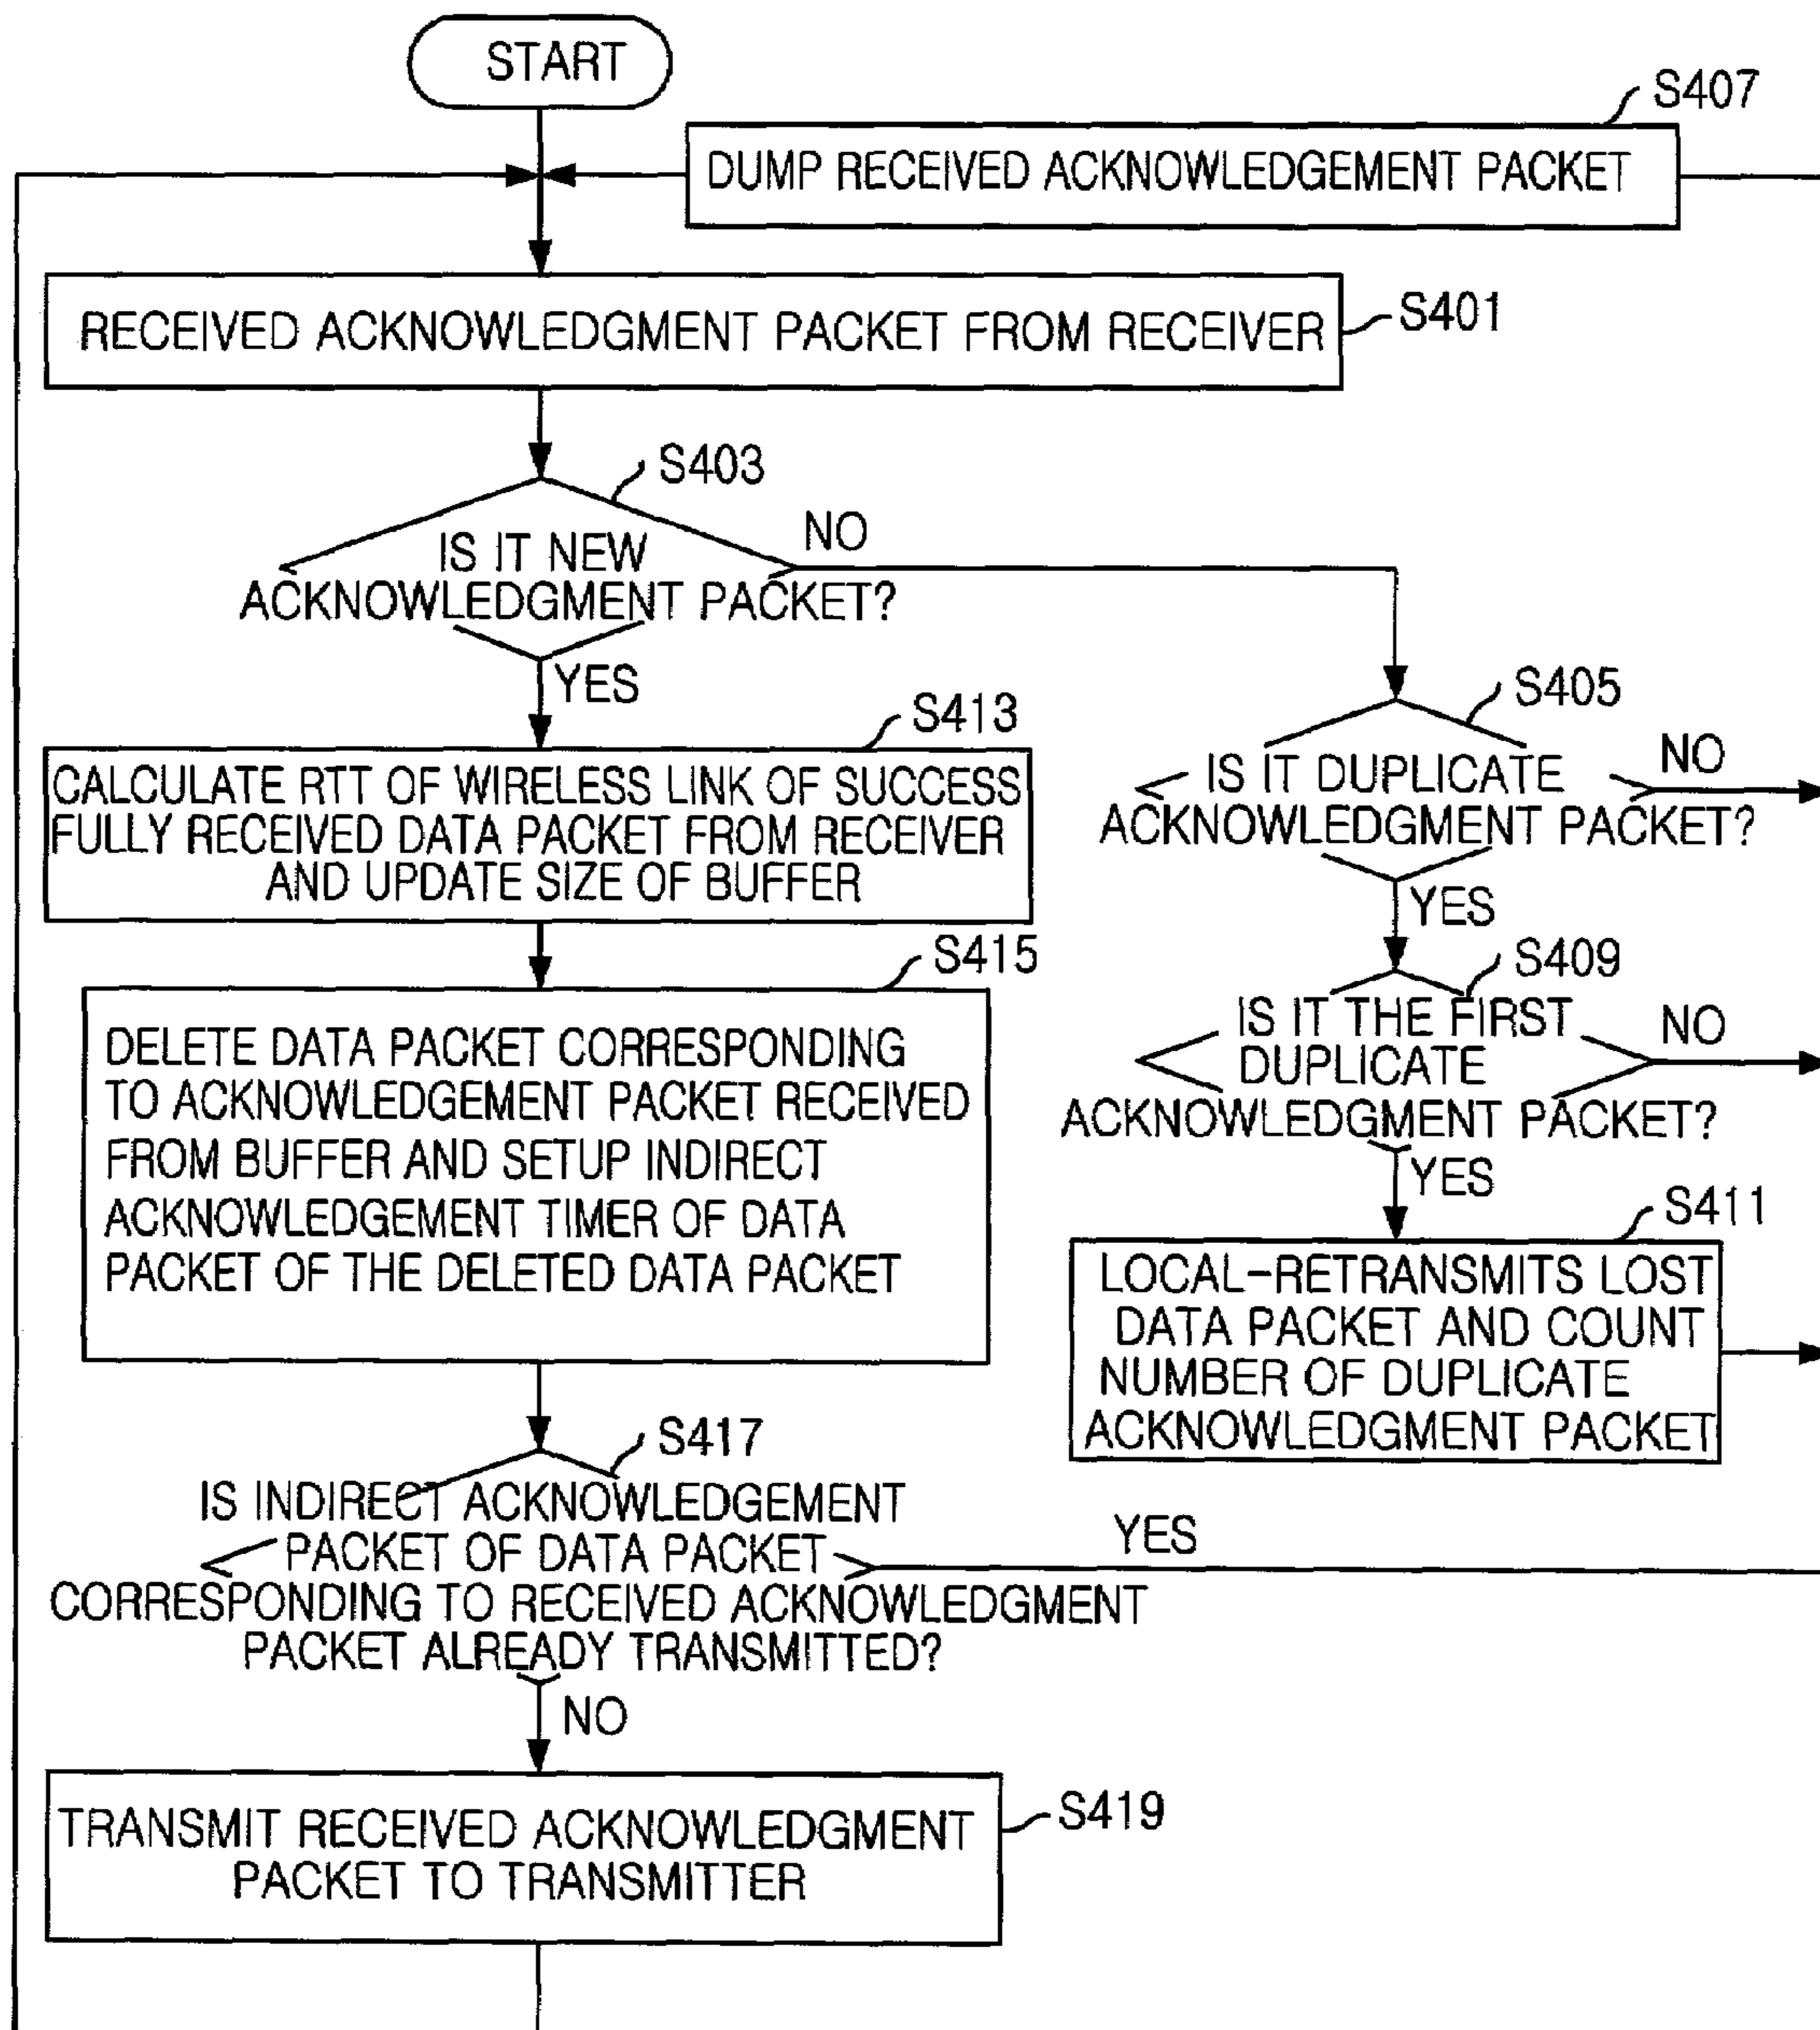 START
S407
DUMP RECEIVED ACKNOWLEDGEMENT PACKET
RECEIVED ACKNOWLEDGMENT PACKET FROM RECEIVER
S401
S403
NO
IS IT NEW
ACKNOWLEDGMENT PACKET?
YES
S405
IS IT DUPLICATE
ACKNOWLEDGMENT PACKET?
NO
YES
S413
CALCULATE RTT OF WIRELESS LINK OF SUCCESS
FULLY RECEIVED DATA PACKET FROM RECEIVER
AND UPDATE SIZE OF BUFFER
S409
IS IT THE FIRST
DUPLICATE
ACKNOWLEDGMENT PACKET?
NO
YES
S415
DELETE DATA PACKET CORRESPONDING
TO ACKNOWLEDGEMENT PACKET RECEIVED
FROM BUFFER AND SETUP INDIRECT
ACKNOWLEDGEMENT TIMER OF DATA
PACKET OF THE DELETED DATA PACKET
S411
LOCAL-RETRANSMITS LOST
DATA PACKET AND COUNT
NUMBER OF DUPLICATE
ACKNOWLEDGMENT PACKET
S417
IS INDIRECT ACKNOWLEDGEMENT
PACKET OF DATA PACKET
CORRESPONDING TO RECEIVED ACKNOWLEDGMENT
PACKET ALREADY TRANSMITTED?
YES
NO
TRANSMIT RECEIVED ACKNOWLEDGMENT
PACKET TO TRANSMITTER
S419